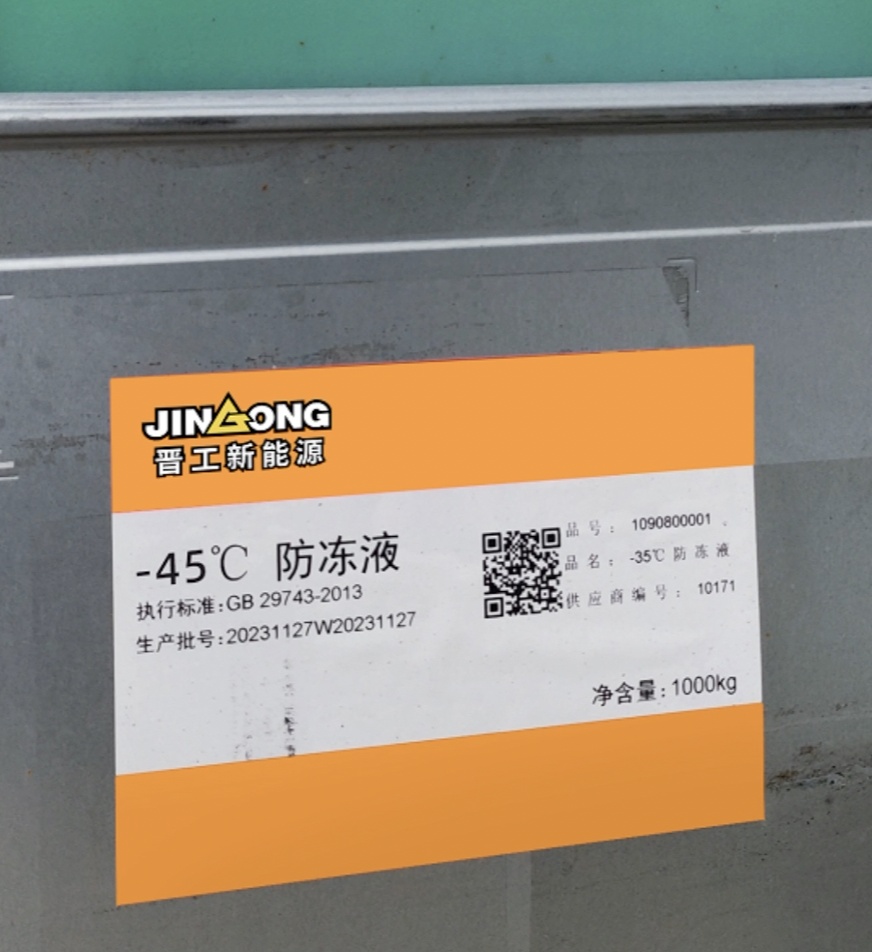 JINGONG
晋工新能源
-45℃ 防冻液
执行标准:GB 29743-2013
生产批号:20231127W20231127
品号: 1090800001
品名: -35℃防冻液
供应商编号: 10171
净含量: 1000kg